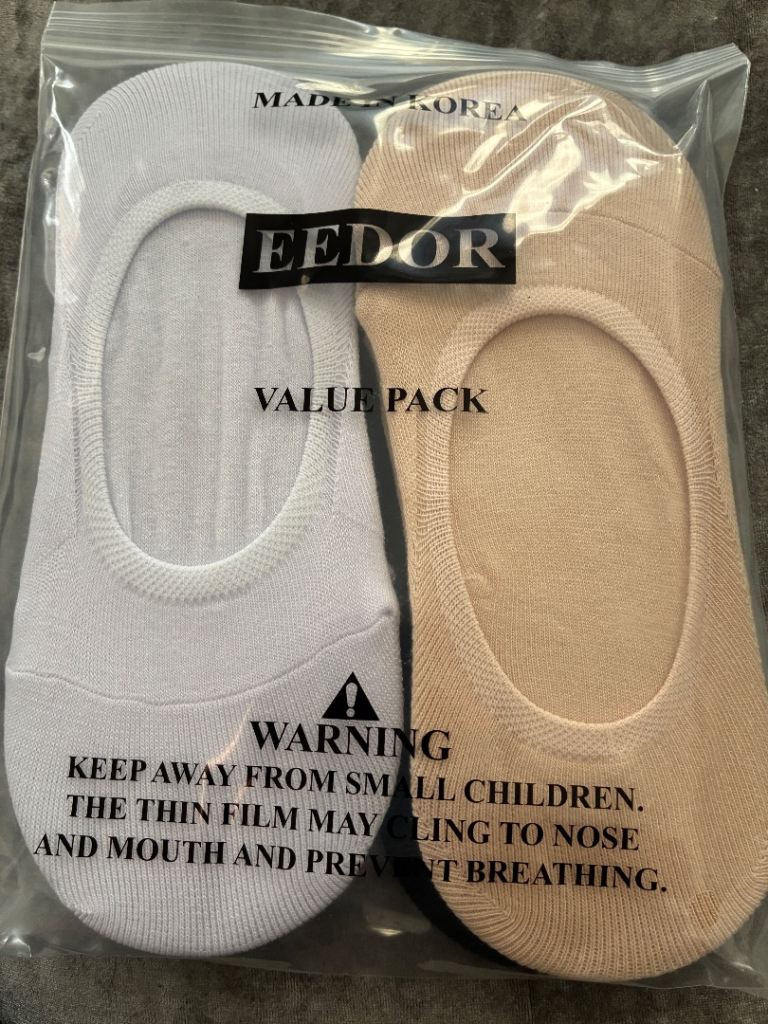 MADE IN KOREA
EEDOR
VALUE PACK
WARNING
KEEP AWAY FROM SMALL CHILDREN.
THE THIN FILM MAY CLING TO NOSE
AND MOUTH AND PREVENT BREATHING.